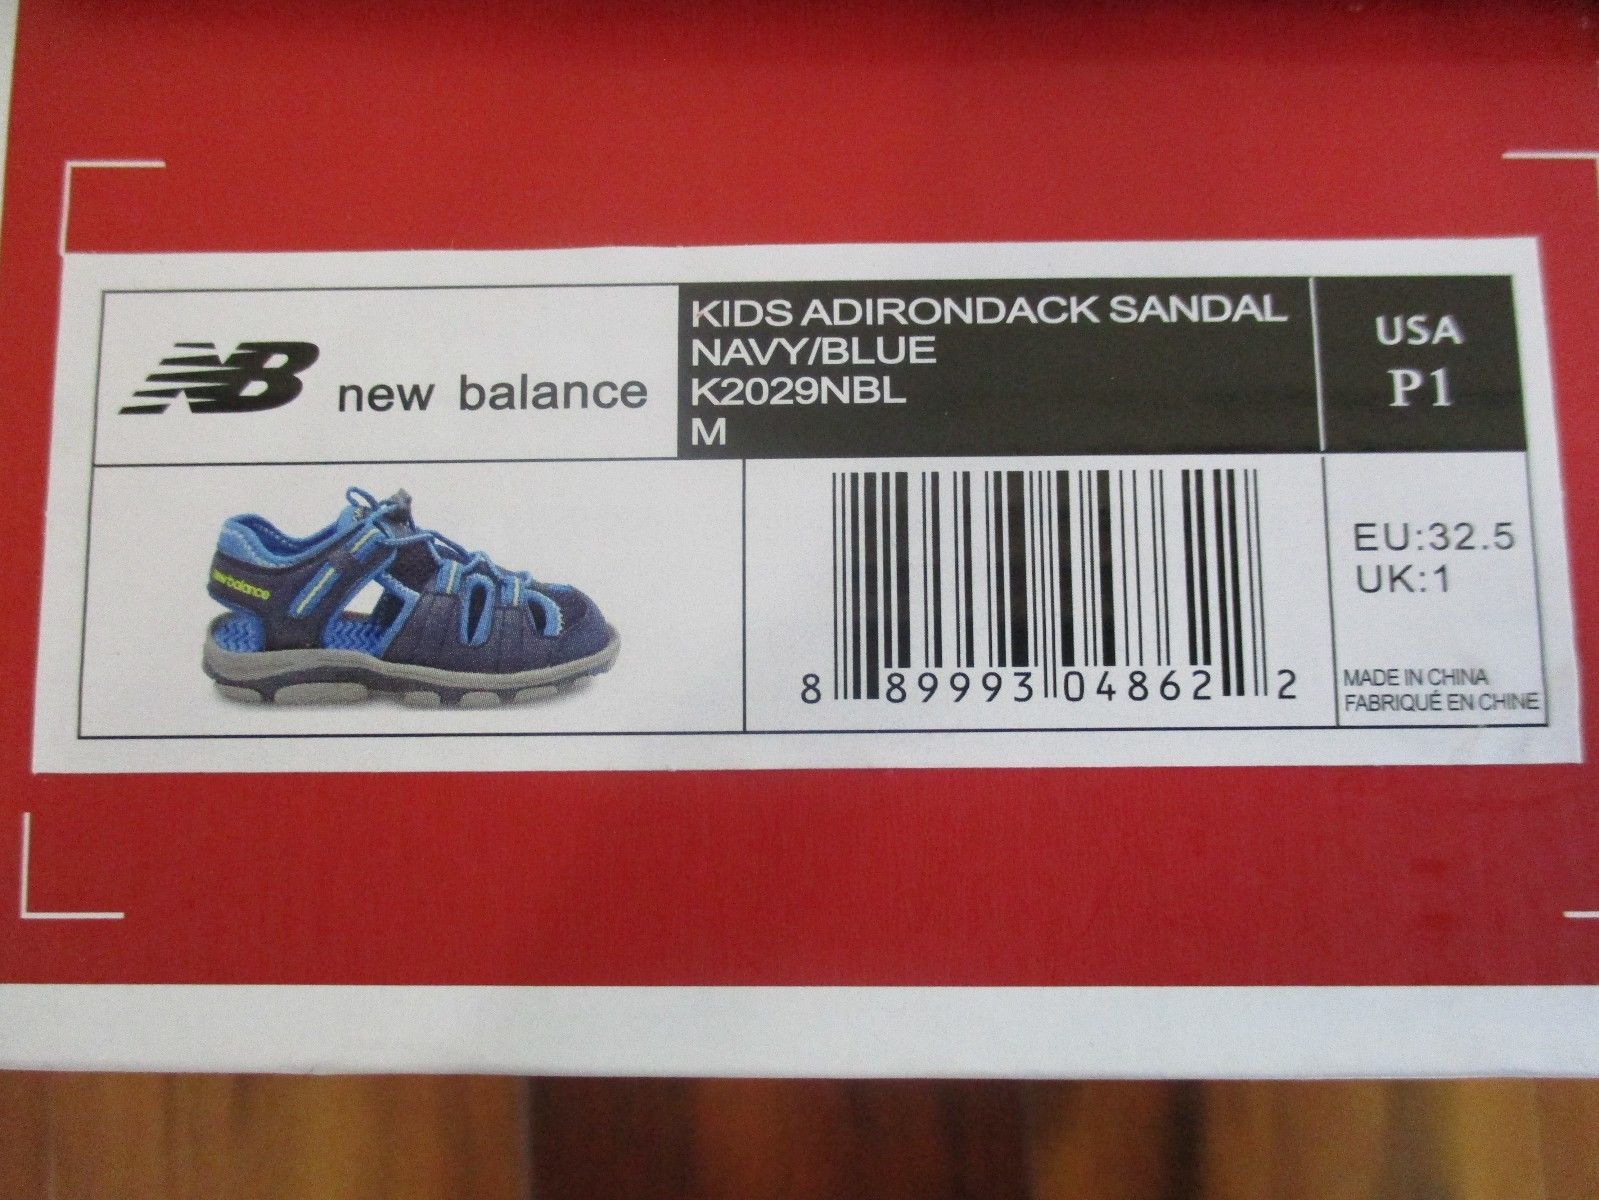 NB new balance
KIDS ADIRONDACK SANDAL
NAVY/BLUE
K2029NBL
M
USA
P1
new balance
8 89993 04862 2
EU:32.5
UK:1
MADE IN CHINA
FABRIQUÉ EN CHINE